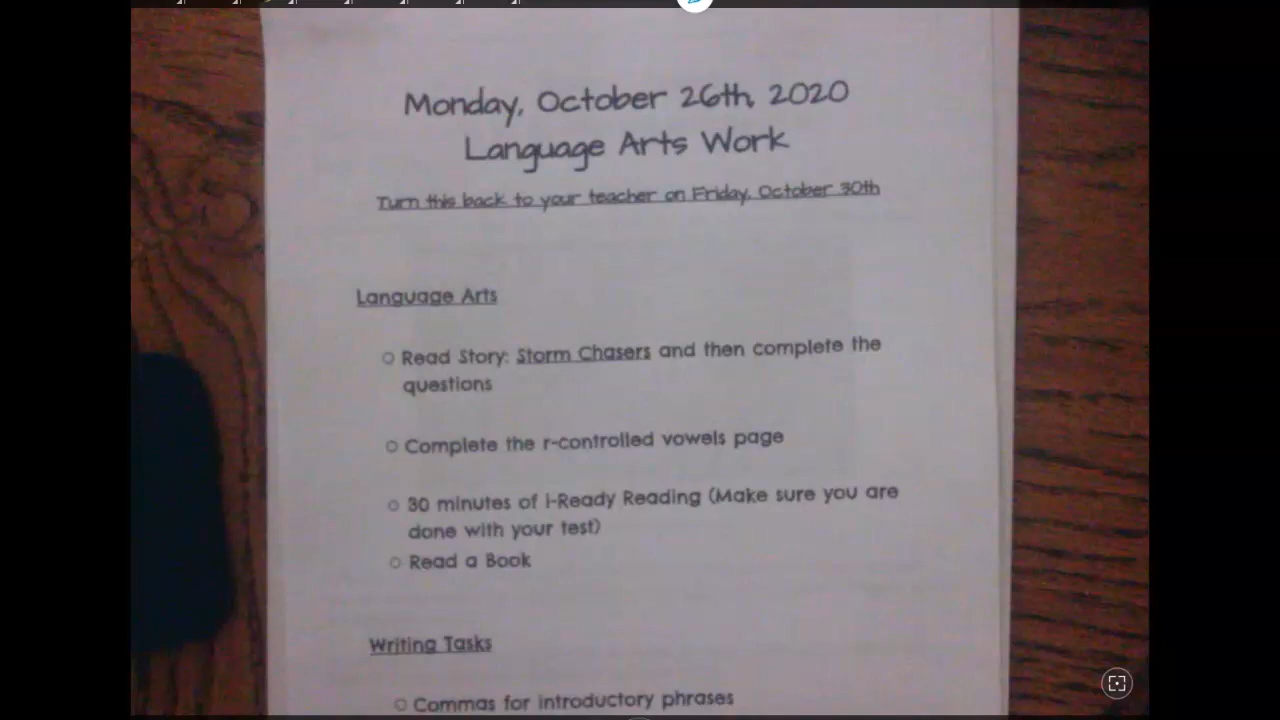 Monday, October 26th, 2020
Language Arts Work
Turn this back to your teacher on Friday, October 30th
Language Arts
Read Story: Storm Chasers and then complete the
questions
Complete the r-controlled vowels page
30 minutes of I-Ready Reading (Make sure you are
done with your test)
Read a Book
Writing Tasks
Commas for introductory phrases